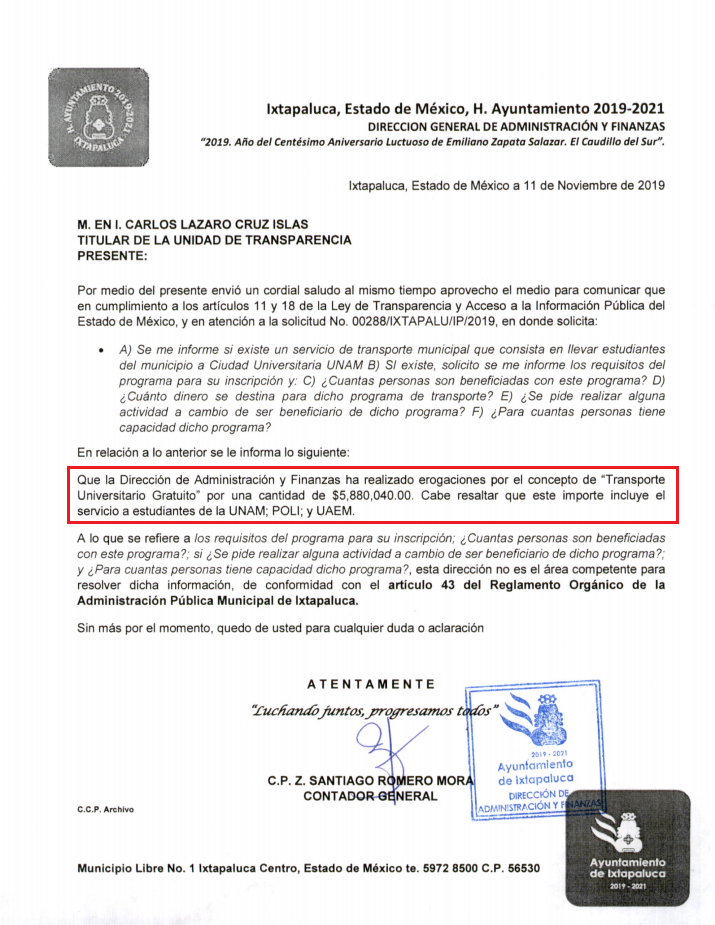 H. AYUNTAMIENTO 2019-2021
IXTAPALUCA
Ixtapaluca, Estado de México, H. Ayuntamiento 2019-2021
DIRECCION GENERAL DE ADMINISTRACIÓN Y FINANZAS
“2019. Año del Centésimo Aniversario Luctuoso de Emiliano Zapata Salazar. El Caudillo del Sur”.
Ixtapaluca, Estado de México a 11 de Noviembre de 2019
M. EN I. CARLOS LAZARO CRUZ ISLAS
TITULAR DE LA UNIDAD DE TRANSPARENCIA
PRESENTE:
Por medio del presente envió un cordial saludo al mismo tiempo aprovecho el medio para comunicar que
en cumplimiento a los artículos 11 y 18 de la Ley de Transparencia y Acceso a la Información Pública del
Estado de México, y en atención a la solicitud No. 00288/IXTAPALU/IP/2019, en donde solicita:
• A) Se me informe si existe un servicio de transporte municipal que consista en llevar estudiantes
del municipio a Ciudad Universitaria UNAM B) SI existe, solicito se me informe los requisitos del
programa para su inscripción y: C) ¿Cuantas personas son beneficiadas con este programa? D)
¿Cuánto dinero se destina para dicho programa de transporte? E) ¿Se pide realizar alguna
actividad a cambio de ser beneficiario de dicho programa? F) ¿Para cuantas personas tiene
capacidad dicho programa?
En relación a lo anterior se le informa lo siguiente:
Que la Dirección de Administración y Finanzas ha realizado erogaciones por el concepto de “Transporte
Universitario Gratuito” por una cantidad de $5,880,040.00. Cabe resaltar que este importe incluye el
servicio a estudiantes de la UNAM; POLI; y UAEM.
A lo que se refiere a los requisitos del programa para su inscripción; ¿Cuantas personas son beneficiadas
con este programa?; si ¿Se pide realizar alguna actividad a cambio de ser beneficiario de dicho programa?;
y ¿Para cuantas personas tiene capacidad dicho programa?, esta dirección no es el área competente para
resolver dicha información, de conformidad con el artículo 43 del Reglamento Orgánico de la
Administración Pública Municipal de Ixtapaluca.
Sin más por el momento, quedo de usted para cualquier duda o aclaración
ATENTAMENTE
“Luchando juntos, progresamos todos”
C.P. Z. SANTIAGO ROMERO MORA
CONTADOR GENERAL
2019 - 2021
Ayuntamiento
de Ixtapaluca
DIRECCIÓN DE
ADMINISTRACIÓN Y FINANZAS
C.C.P. Archivo
Ayuntamiento
de Ixtapaluca
2019 - 2021
Municipio Libre No. 1 Ixtapaluca Centro, Estado de México te. 5972 8500 C.P. 56530